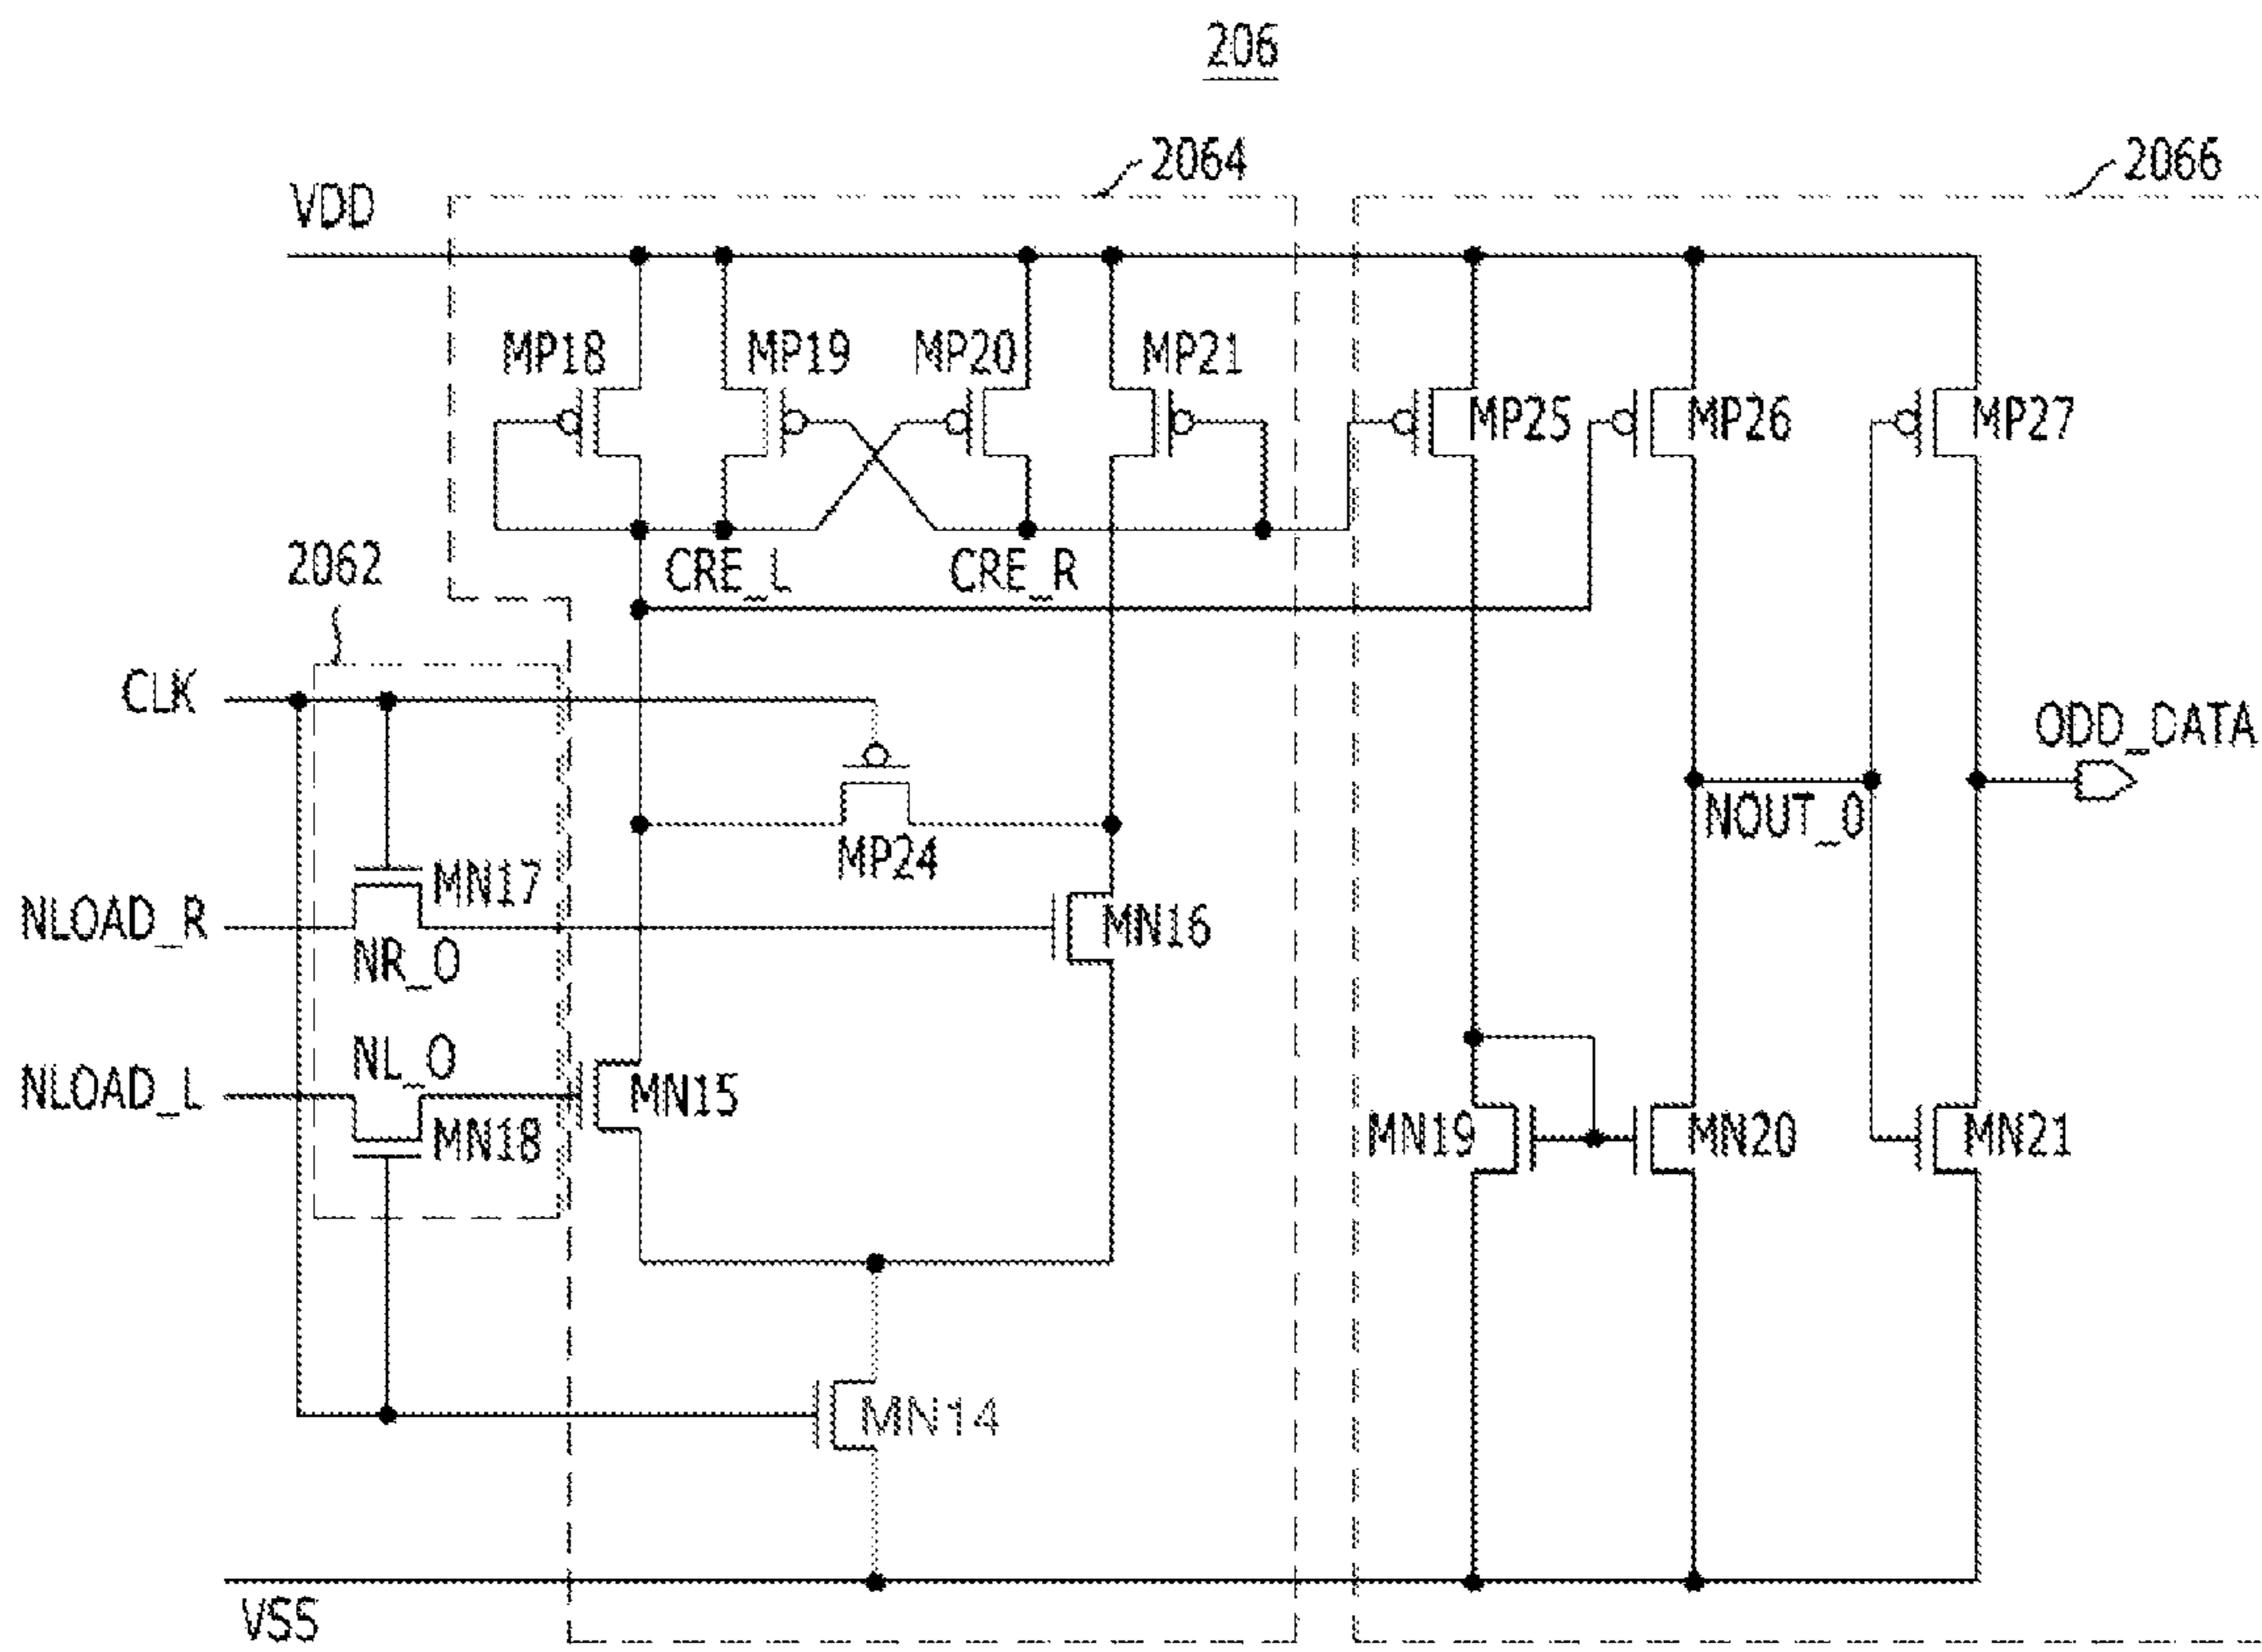 206
2064
2066
VDD
MP18
MP19
MP20
MP21
MP25
MP26
MP27
CRE_L
CRE_R
2062
CLK
ODD_DATA
NOUT_O
MP24
MN17
NLOAD_R
NR_O
MN16
NL_O
NLOAD_L
MN15
MN18
MN19
MN20
MN21
MN14
VSS